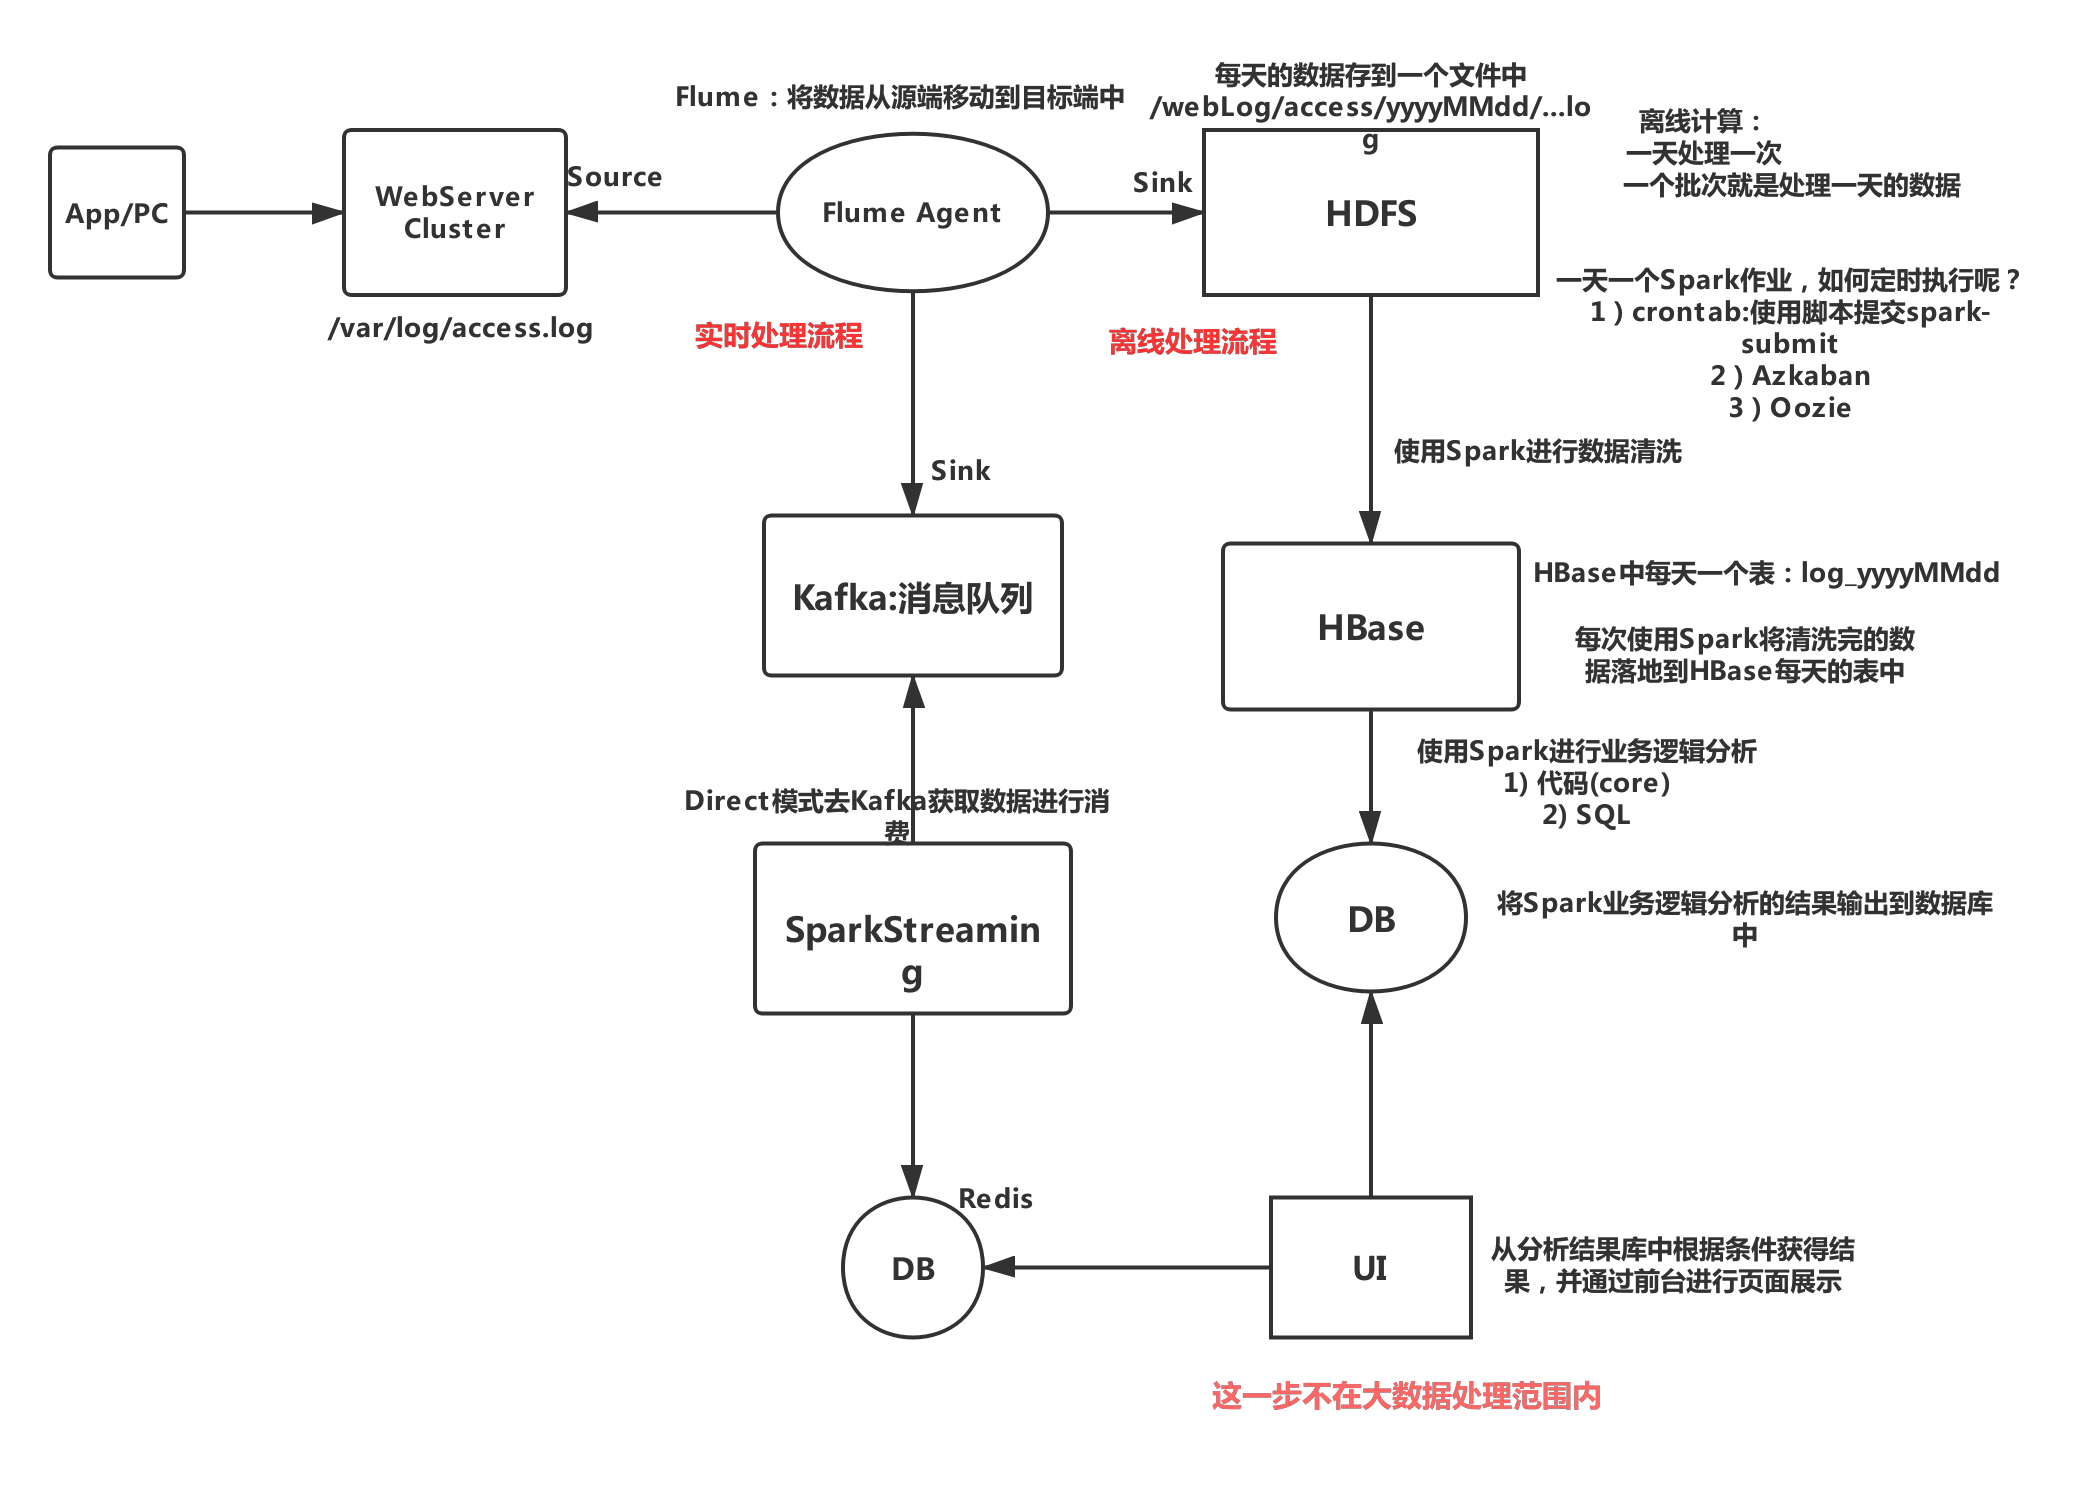 每天的数据存到一个文件中
/webLog/access/yyyyMMdd/...lo
g
Flume：将数据从源端移动到目标端中
离线计算：
一天处理一次
一个批次就是处理一天的数据
App/PC
WebServer
Cluster
Source
Flume Agent
Sink
HDFS
/var/log/access.log
实时处理流程
离线处理流程
一天一个Spark作业，如何定时执行呢？
1）crontab:使用脚本提交spark-
submit
2）Azkaban
3）Oozie
使用Spark进行数据清洗
Sink
Kafka:消息队列
HBase
HBase中每天一个表：log_yyyyMMdd
每次使用Spark将清洗完的数
据落地到HBase每天的表中
使用Spark进行业务逻辑分析
1) 代码(core)
2) SQL
Direct模式去Kafka获取数据进行消
费
SparkStreamin
g
DB
将Spark业务逻辑分析的结果输出到数据库
中
Redis
DB
UI
从分析结果库中根据条件获得结
果，并通过前台进行页面展示
这一步不在大数据处理范围内